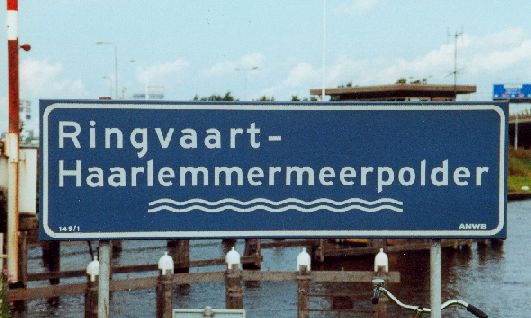 Ringvaart-
Haarlemmermeerpolder
149/1 ANWB